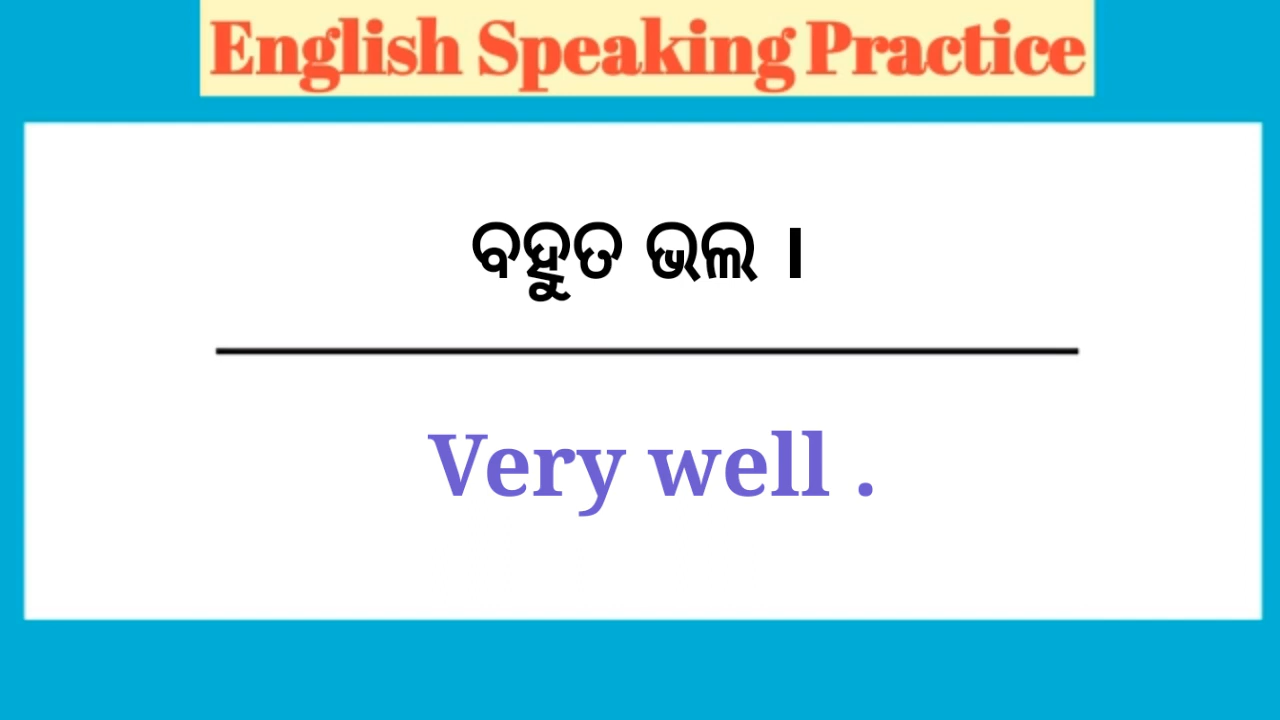 English Speaking Practice
ବହୁତ ଭଲ ।
Very well .